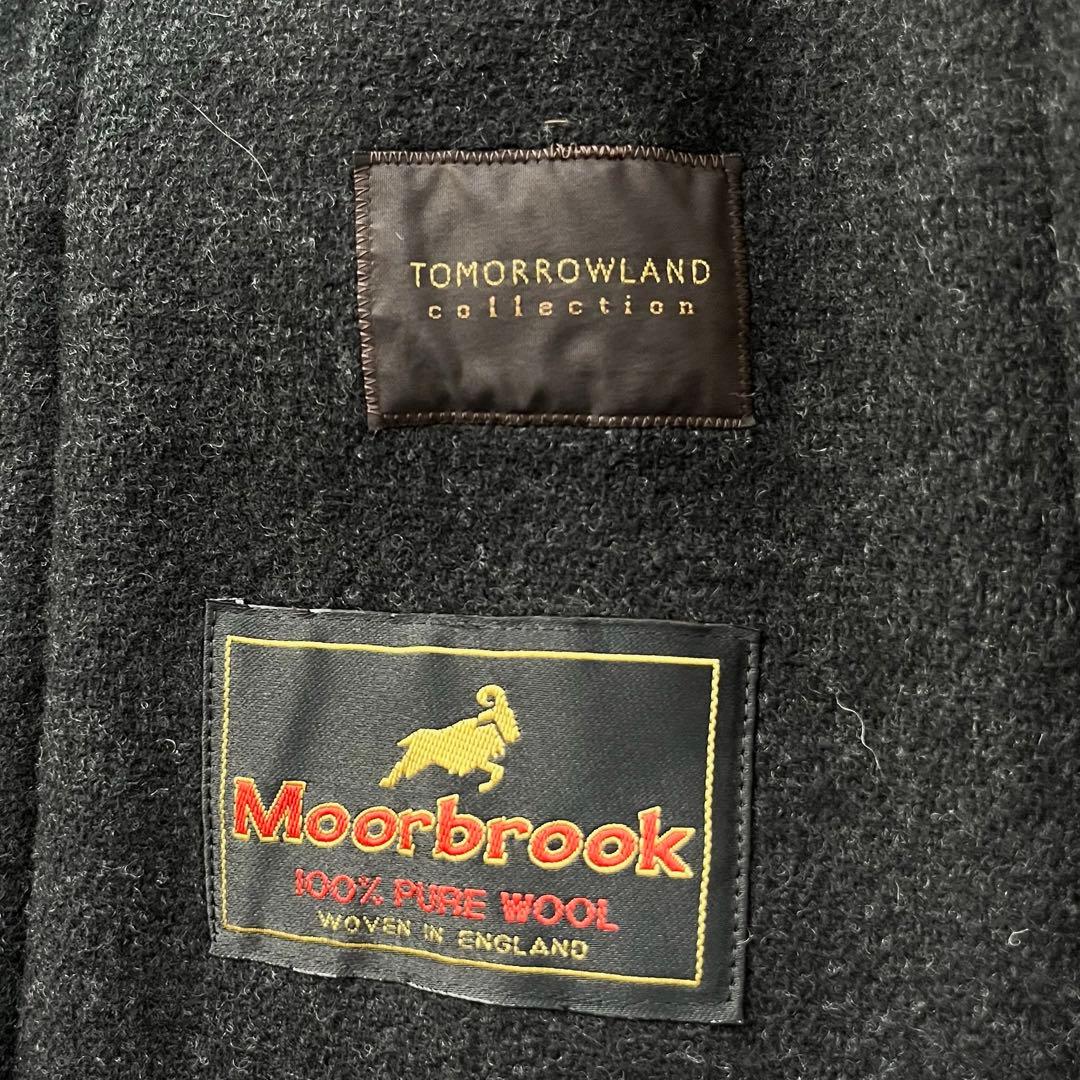 TOMORROWLAND
collection
Moorbrook
100% PURE WOOL
WOVEN IN ENGLAND